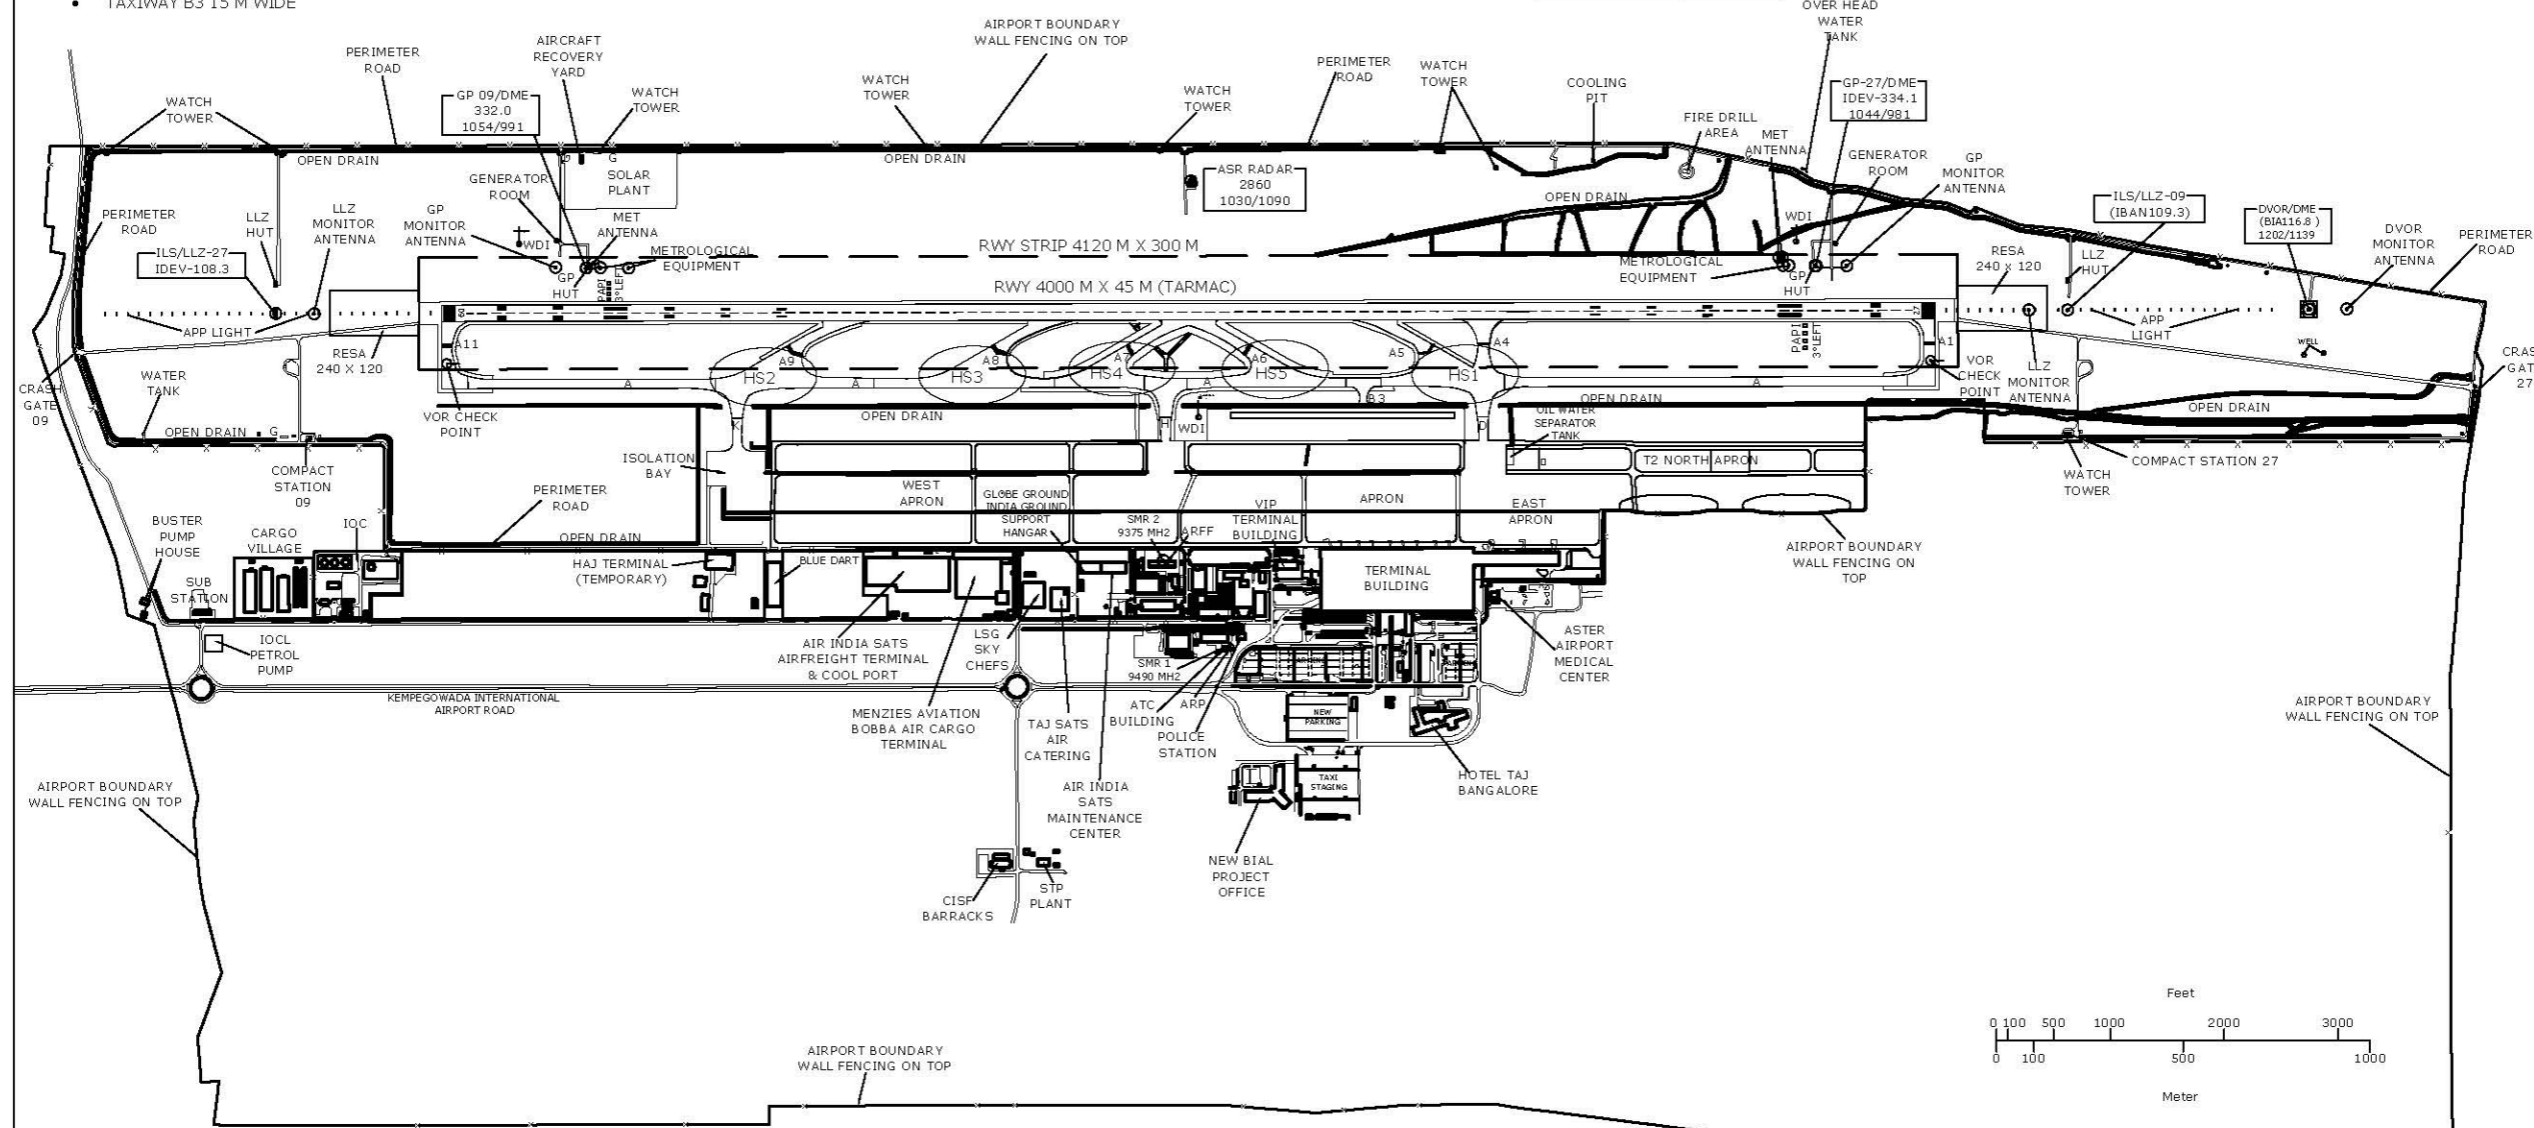 • TAXIWAY B3 15 M WIDE
AIRPORT BOUNDARY
WALL FENCING ON TOP
OVER HEAD
WATER
TANK
PERIMETER
ROAD
AIRCRAFT
RECOVERY
YARD
WATCH
TOWER
GP 09/DME
332.0
1054/991
WATCH
TOWER
WATCH
TOWER
WATCH
TOWER
PERIMETER
ROAD
WATCH
TOWER
COOLING
PIT
FIRE DRILL
AREA
MET
ANTENNA
GP-27/DME
IDEV-334.1
1044/981
GENERATOR
ROOM
GP
MONITOR
ANTENNA
OPEN DRAIN
G
G
SOLAR
PLANT
OPEN DRAIN
ASR RADAR
2860
1030/1090
OPEN DRAIN
ILS/LLZ-09
(IBAN109.3)
DVOR/DME
(BIA116.8 )
1202/1139
DVOR
MONITOR
ANTENNA
PERIMETER
ROAD
PERIMETER
ROAD
LLZ
HUT
LLZ
MONITOR
ANTENNA
GP
MONITOR
ANTENNA
GENERATOR
ROOM
WDI
MET
ANTENNA
METROLOGICAL
EQUIPMENT
GP
HUT
PAPI
3°LEFT
ILS/LLZ-27
IDEV-108.3
RWY STRIP 4120 M X 300 M
RWY 4000 M X 45 M (TARMAC)
WDI
METROLOGICAL
EQUIPMENT
GP
HUT
RESA
240 X 120
LLZ
HUT
APP LIGHT
09
27
APP
LIGHT
WELL
RESA
240 X 120
A11
A9
A8
A7
A6
A5
A4
A1
HS2
HS3
HS4
HS5
HS1
PAPI
3°LEFT
A
A
A
A
B3
VOR
CHECK
POINT
LLZ
MONITOR
ANTENNA
CRASH
GATE
09
WATER
TANK
VOR CHECK
POINT
CRAS
GAT
27
OPEN DRAIN
G
OPEN DRAIN
K
H
WDI
D
OPEN DRAIN
OPEN DRAIN
OIL WATER
SEPARATOR
TANK
COMPACT
STATION
09
ISOLATION
BAY
T2 NORTH APRON
COMPACT STATION 27
WATCH
TOWER
PERIMETER
ROAD
WEST
APRON
GLOBE GROUND
INDIA GROUND
SUPPORT
HANGAR
SMR 2
9375 MH2
ARFF
VIP
TERMINAL
BUILDING
APRON
EAST
APRON
BUSTER
PUMP
HOUSE
CARGO
VILLAGE
IOC
OPEN DRAIN
HAJ TERMINAL
(TEMPORARY)
BLUE DART
TERMINAL
BUILDING
AIRPORT BOUNDARY
WALL FENCING ON
TOP
SUB
STATION
IOCL
PETROL
PUMP
AIR INDIA SATS
AIRFREIGHT TERMINAL
& COOL PORT
LSG
SKY
CHEFS
SMR 1
9490 MH2
PARKING
PARKING
ASTER
AIRPORT
MEDICAL
CENTER
KEMPEGOWADA INTERNATIONAL
AIRPORT ROAD
MENZIES AVIATION
BOBBA AIR CARGO
TERMINAL
TAJ SATS
AIR
CATERING
ATC
BUILDING
ARP
POLICE
STATION
NEW
PARKING
AIRPORT BOUNDARY
WALL FENCING ON TOP
AIRPORT BOUNDARY
WALL FENCING ON TOP
AIR INDIA
SATS
MAINTENANCE
CENTER
TAXI
STAGING
HOTEL TAJ
BANGALORE
NEW BIAL
PROJECT
OFFICE
CISF
BARRACKS
STP
PLANT
AIRPORT BOUNDARY
WALL FENCING ON TOP
Feet
0 100 500 1000 2000 3000
0 100 500 1000
Meter